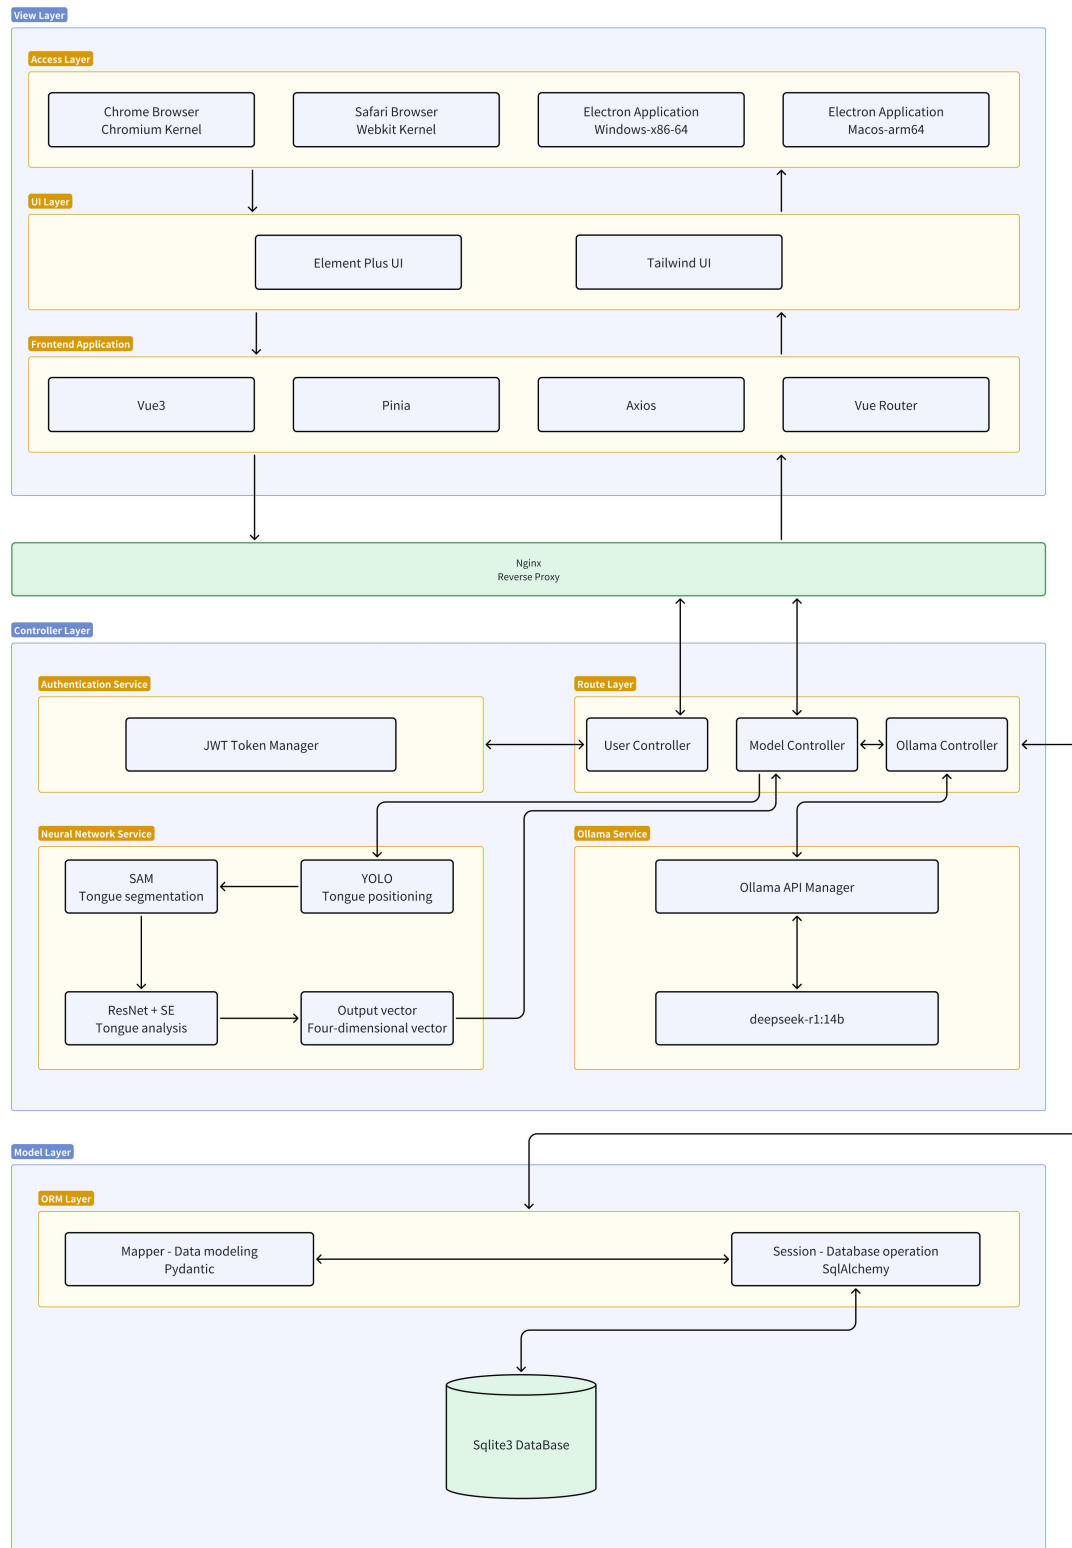 View Layer
Access Layer
Chrome Browser
Chromium Kernel
Safari Browser
Webkit Kernel
Electron Application
Windows-x86-64
Electron Application
Macos-arm64
UI Layer
Element Plus UI
Tailwind UI
Frontend Application
Vue3
Pinia
Axios
Vue Router
Nginx
Reverse Proxy
Controller Layer
Authentication Service
JWT Token Manager
Route Layer
User Controller
Model Controller
Ollama Controller
Neural Network Service
SAM
Tongue segmentation
YOLO
Tongue positioning
ResNet + SE
Tongue analysis
Output vector
Four-dimensional vector
Ollama Service
Ollama API Manager
deepseek-r1:14b
Model Layer
ORM Layer
Mapper - Data modeling
Pydantic
Session - Database operation
SqlAlchemy
Sqlite3 DataBase